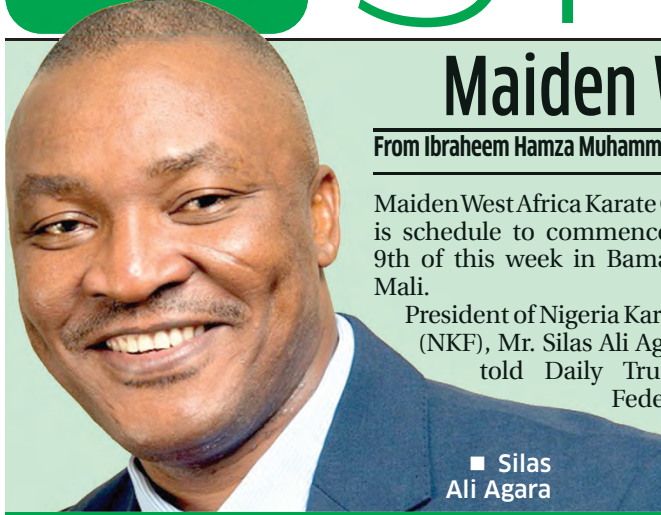 Maiden
From Ibraheem Hamza Muhamm
Maiden West Africa Karate
is schedule to commence
9th of this week in Bama
Mali.
President of Nigeria Kar
(NKF), Mr. Silas Ali Ag
told Daily Tru
Fede
■ Silas
Ali Agara